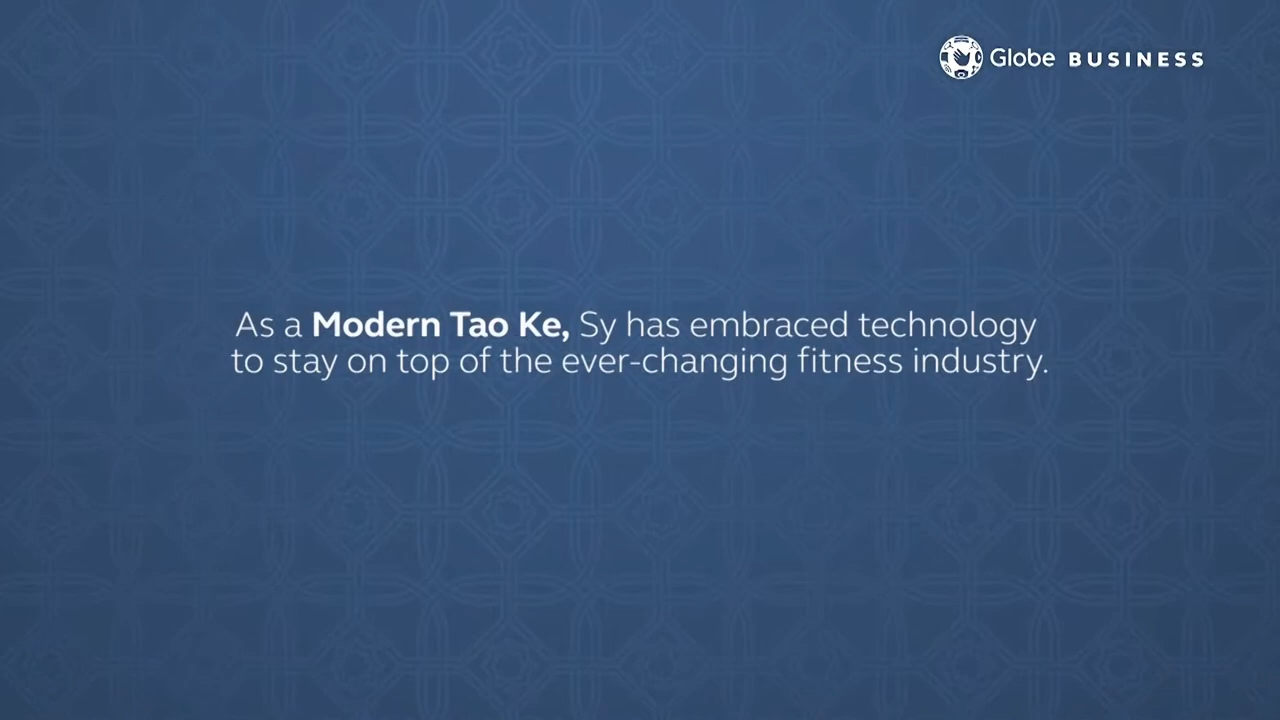 Globe BUSINESS
As a Modern Tao Ke, Sy has embraced technology
to stay on top of the ever-changing fitness industry.